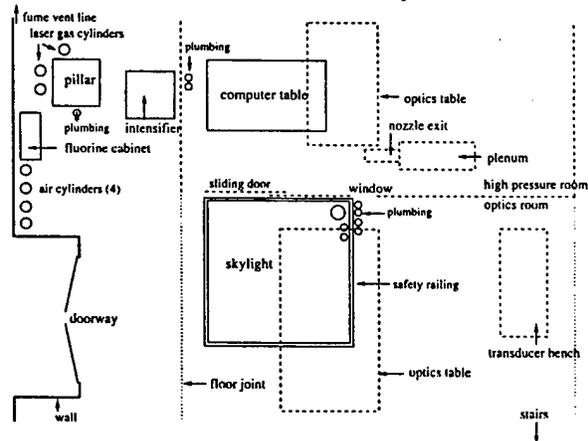 fume vent line
laser gas cylinders
plumbing
pillar
computer table
optics table
plumbing
intensifier
nozzle exit
fluorine cabinet
plenum
air cylinders (4)
sliding door
window
high pressure room
optics room
plumbing
skylight
safety railing
doorway
transducer bench
optics table
floor joint
wall
stairs